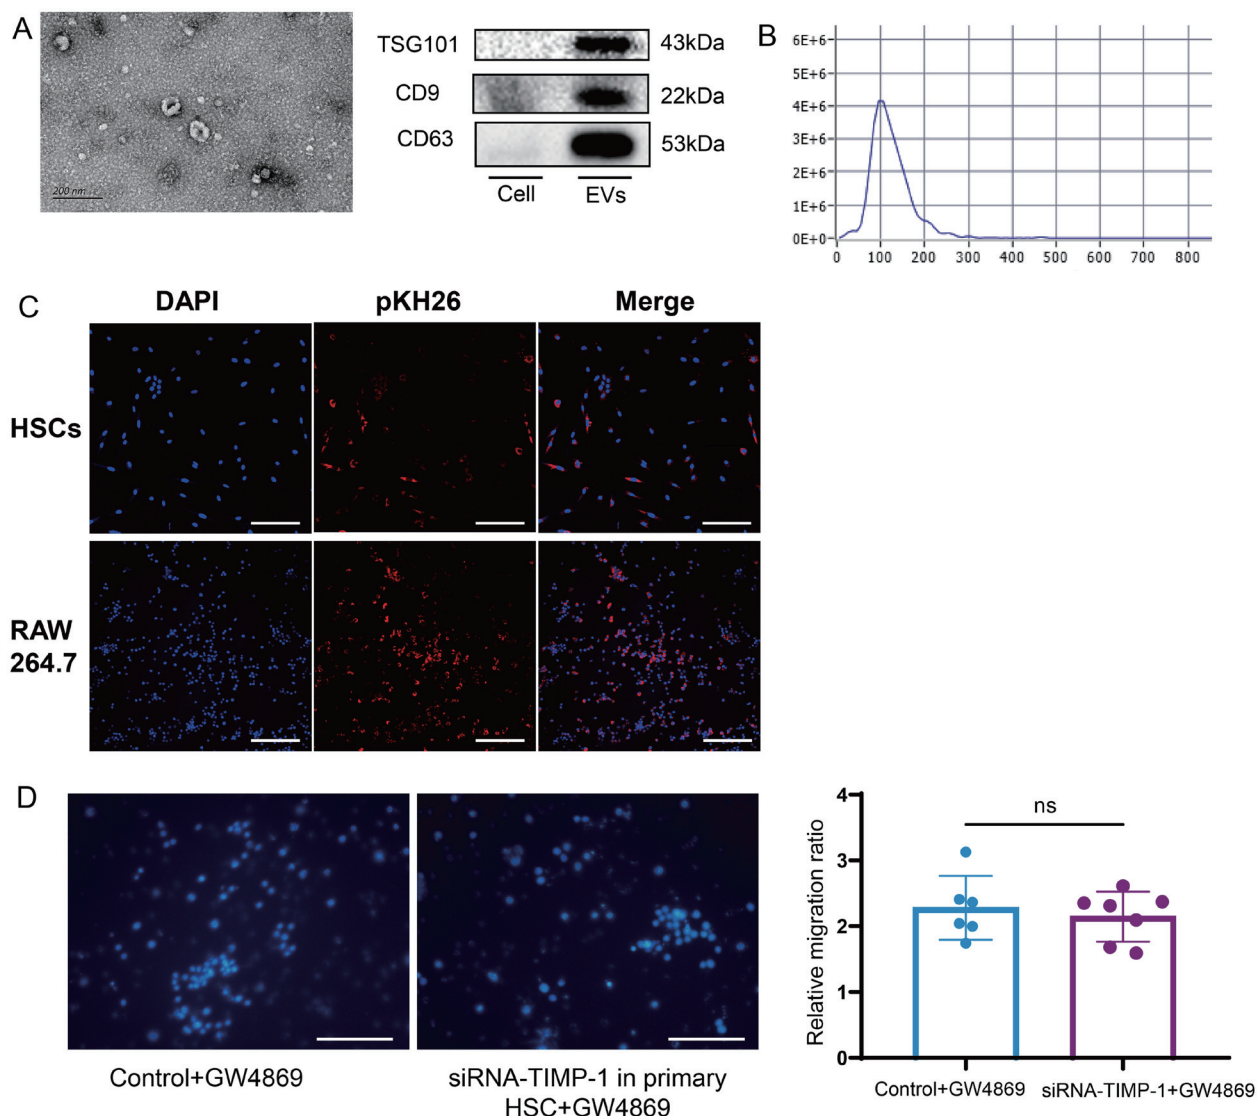 A
200 nm
TSG101
43kDa
CD9
22kDa
CD63
53kDa
Cell
EVs
B
6E+6
5E+6
4E+6
3E+6
2E+6
1E+6
0E+0
0 100 200 300 400 500 600 700 800
C
DAPI
pKH26
Merge
HSCs
RAW
264.7
D
Control+GW4869
siRNA-TIMP-1 in primary
HSC+GW4869
Relative migration ratio
4
3
2
1
0
ns
Control+GW4869
siRNA-TIMP-1+GW4869